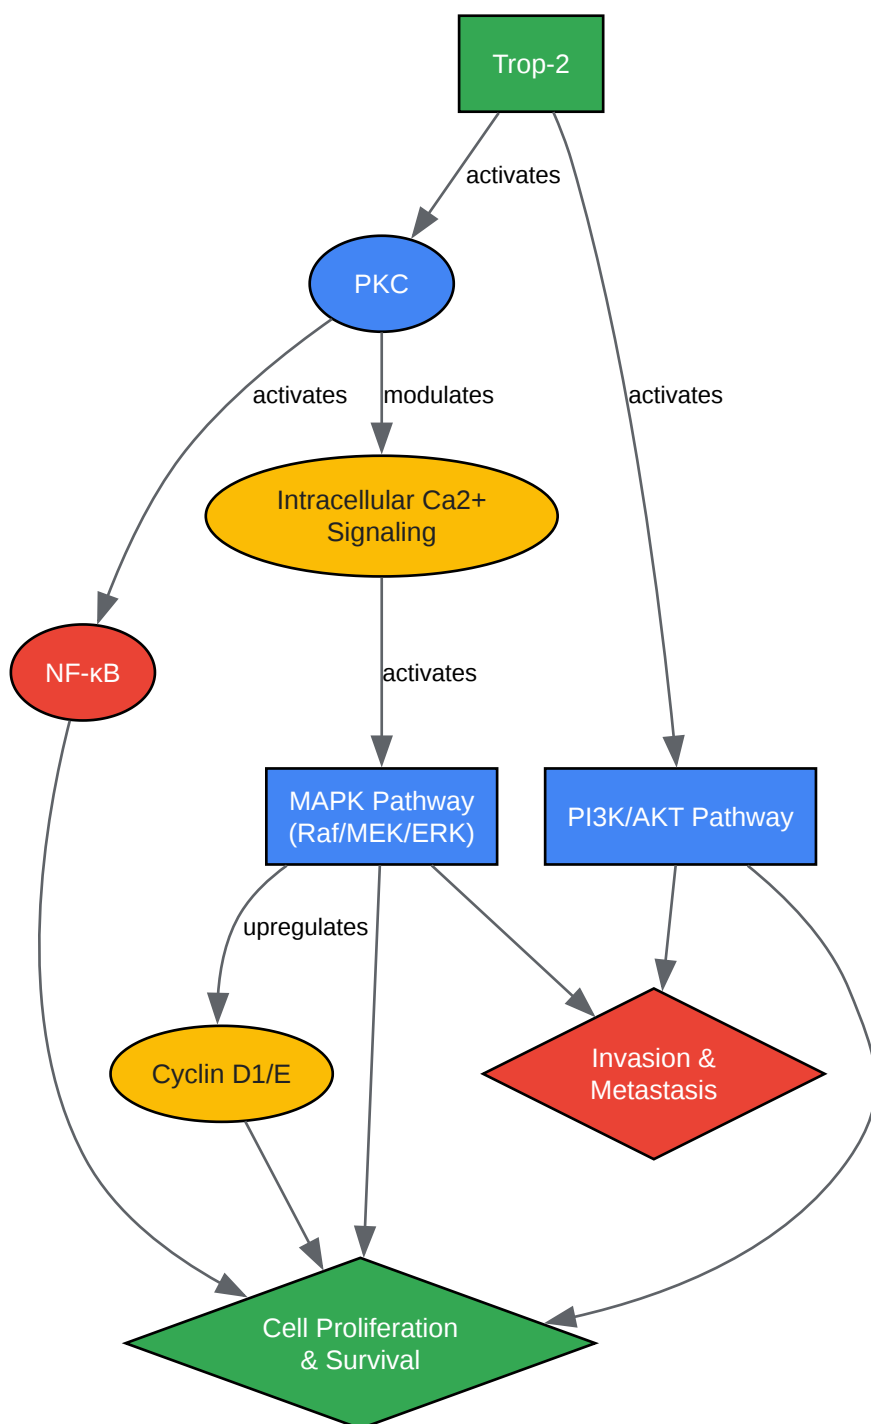 Trop-2
activates
PKC
activates
modulates
activates
Intracellular Ca2+
Signaling
NF-κB
activates
MAPK Pathway
(Raf/MEK/ERK)
PI3K/AKT Pathway
upregulates
Cyclin D1/E
Invasion &
Metastasis
Cell Proliferation
& Survival